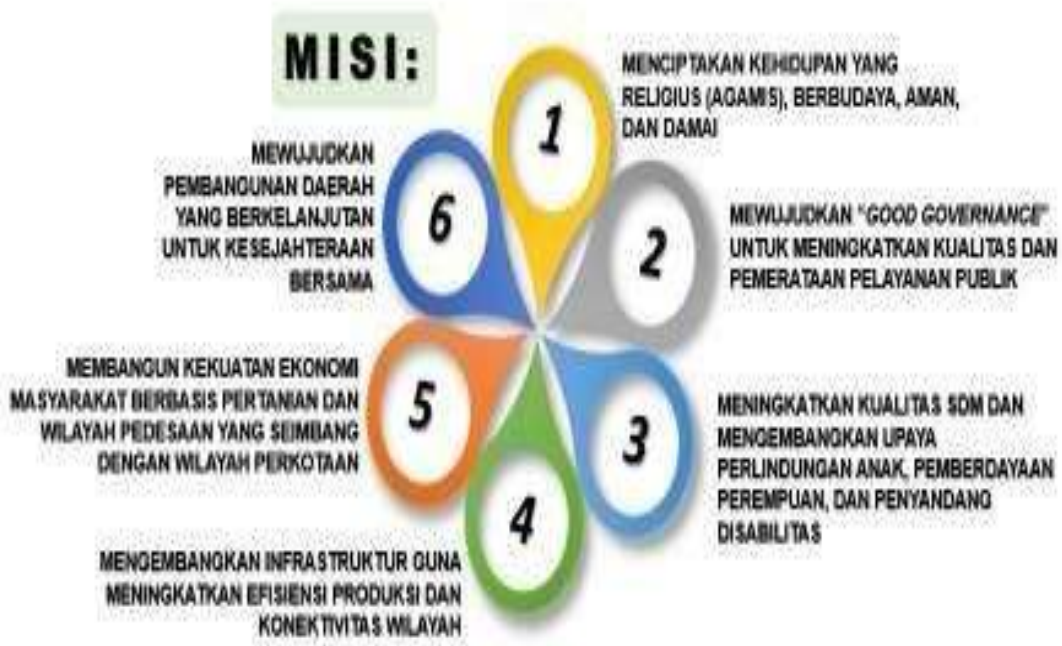 MISI:
1
MENCIPTAKAN KEHIDUPAN YANG
RELIGIUS (AGAMIS), BERBUDAYA, AMAN,
DAN DAMAI
2
MEWUJUDKAN "GOOD GOVERNANCE"
UNTUK MENINGKATKAN KUALITAS DAN
PEMERATAAN PELAYANAN PUBLIK
3
MENINGKATKAN KUALITAS SDM DAN
MENGEMBANGKAN UPAYA
PERLINDUNGAN ANAK, PEMBERDAYAAN
PEREMPUAN, DAN PENYANDANG
DISABILITAS
4
MENGEMBANGKAN INFRASTRUKTUR GUNA
MENINGKATKAN EFISIENSI PRODUKSI DAN
KONEKTIVITAS WILAYAH
5
MEMBANGUN KEKUATAN EKONOMI
MASYARAKAT BERBASIS PERTANIAN DAN
WILAYAH PEDESAAN YANG SEIMBANG
DENGAN WILAYAH PERKOTAAN
6
MEWUJUDKAN
PEMBANGUNAN DAERAH
YANG BERKELANJUTAN
UNTUK KESEJAHTERAAN
BERSAMA